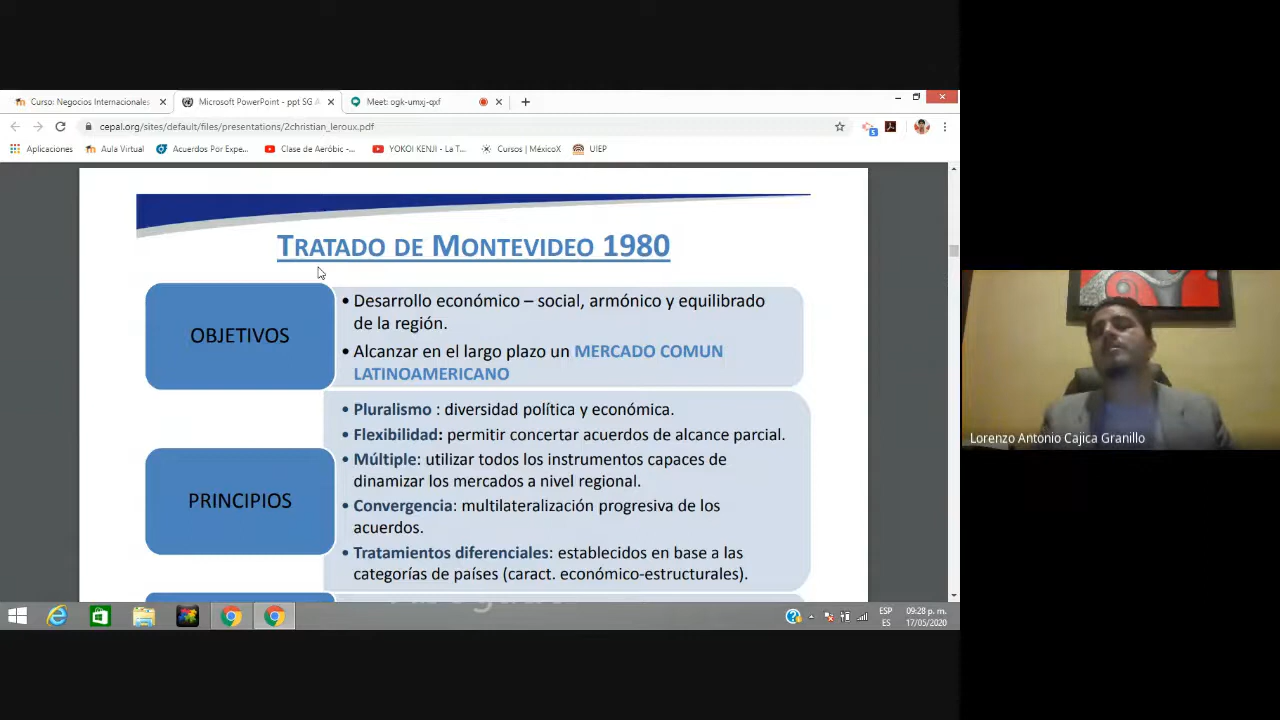 Curso: Negocios Internacionales
Microsoft PowerPoint - ppt SG A
Meet: ogk-umxj-qxf
cepal.org/sites/default/files/presentations/2christian_leroux.pdf
Aplicaciones
Aula Virtual
Acuerdos Por Expe...
Clase de Aeróbic -...
YOKOI KENJI - La T...
Cursos | MéxicoX
UIEP
TRATADO DE MONTEVIDEO 1980
OBJETIVOS
• Desarrollo económico – social, armónico y equilibrado
de la región.
• Alcanzar en el largo plazo un MERCADO COMUN
LATINOAMERICANO
PRINCIPIOS
• Pluralismo : diversidad política y económica.
• Flexibilidad: permitir concertar acuerdos de alcance parcial.
• Múltiple: utilizar todos los instrumentos capaces de
dinamizar los mercados a nivel regional.
• Convergencia: multilateralización progresiva de los
acuerdos.
• Tratamientos diferenciales: establecidos en base a las
categorías de países (caract. económico-estructurales).
Lorenzo Antonio Cajica Granillo
ESP
ES
09:28 p. m.
17/05/2020